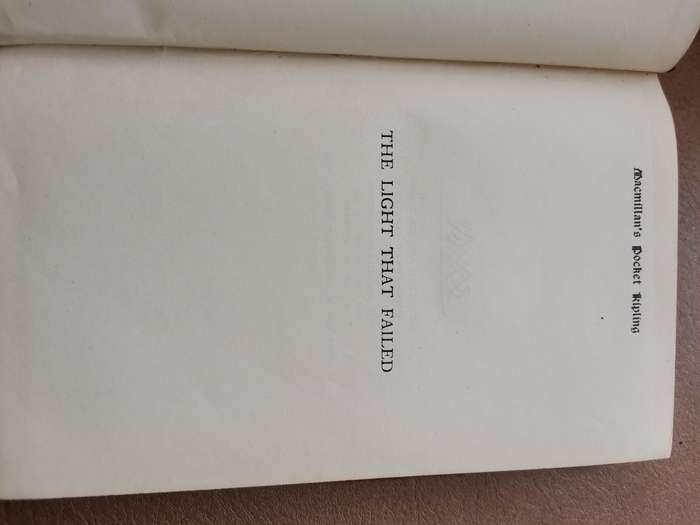 Macmillan's Pocket Kipling
THE LIGHT THAT FAILED